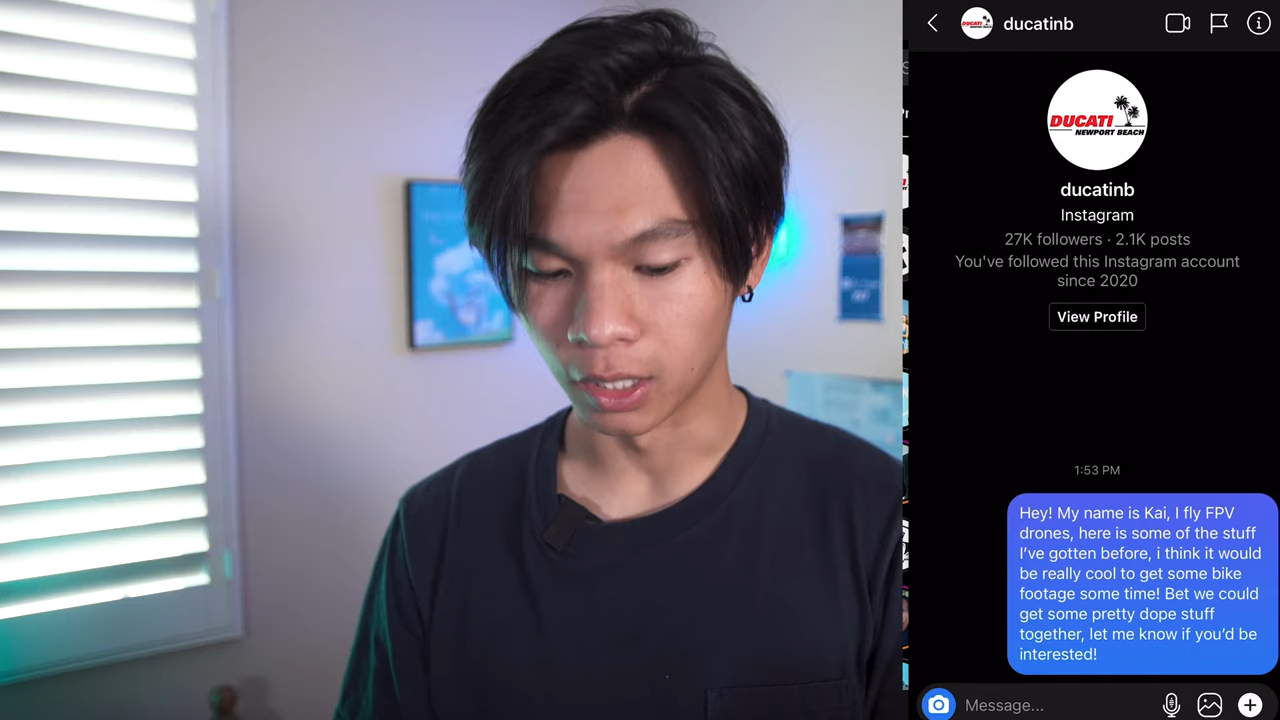 ducatinb
DUCATI
NEWPORT BEACH
ducatinb
Instagram
27K followers · 2.1K posts
You've followed this Instagram account
since 2020
View Profile
1:53 PM
Hey! My name is Kai, I fly FPV
drones, here is some of the stuff
I've gotten before, i think it would
be really cool to get some bike
footage some time! Bet we could
get some pretty dope stuff
together, let me know if you'd be
interested!
Message...